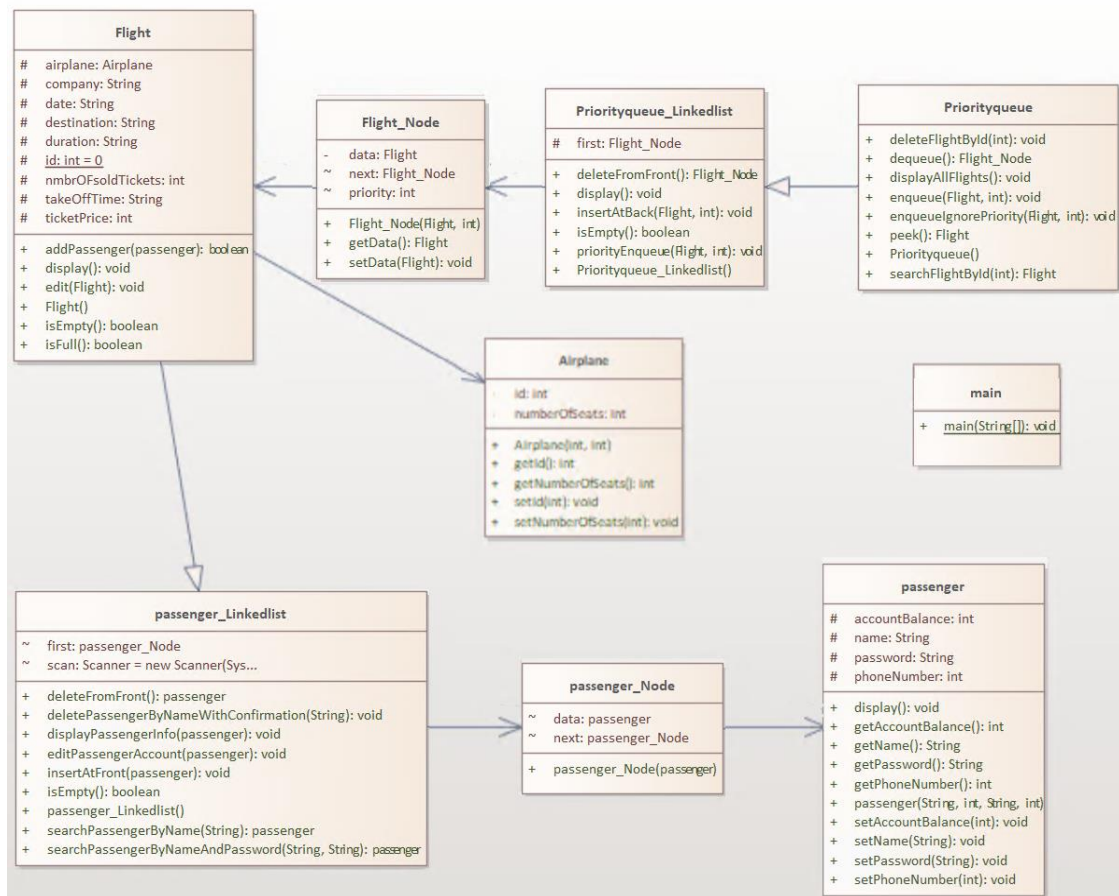 Flight
# airplane: Airplane
# company: String
# date: String
# destination: String
# duration: String
# id: int = 0
# nmbrOFsoldTickets: int
# takeOffTime: String
# ticketPrice: int
+ addPassenger(passenger): boolean
+ display(): void
+ edit(Flight): void
+ Flight()
+ isEmpty(): boolean
+ isFull(): boolean
Flight_Node
- data: Flight
~ next: Flight_Node
~ priority: int
+ Flight_Node(Flight, int)
+ getData(): Flight
+ setData(Flight): void
Priorityqueue_Linkedlist
# first: Flight_Node
+ deleteFromFront(): Flight_Node
+ display(): void
+ insertAtBack(Flight, int): void
+ isEmpty(): boolean
+ priorityEnqueue(Flight, int): void
+ Priorityqueue_Linkedlist()
Priorityqueue
+ deleteFlightById(int): void
+ dequeue(): Flight_Node
+ displayAllFlights(): void
+ enqueue(Flight, int): void
+ enqueueIgnorePriority(Flight, int): void
+ peek(): Flight
+ Priorityqueue()
+ searchFlightById(int): Flight
Airplane
id: int
numberOfSeats: int
+ Airplane(int, int)
+ getId(): int
+ getNumberOfSeats(): int
+ setId(int): void
+ setNumberOfSeats(int): void
main
+ main(String[]): void
passenger_Linkedlist
~ first: passenger_Node
~ scan: Scanner = new Scanner(Sys...
+ deleteFromFront(): passenger
+ deletePassengerByNameWithConfirmation(String): void
+ displayPassengerInfo(passenger): void
+ editPassengerAccount(passenger): void
+ insertAtFront(passenger): void
+ isEmpty(): boolean
+ passenger_Linkedlist()
+ searchPassengerByName(String): passenger
+ searchPassengerByNameAndPassword(String, String): passenger
passenger_Node
~ data: passenger
~ next: passenger_Node
+ passenger_Node(passenger)
passenger
# accountBalance: int
# name: String
# password: String
# phoneNumber: int
+ display(): void
+ getAccountBalance(): int
+ getName(): String
+ getPassword(): String
+ getPhoneNumber(): int
+ passenger(String, int, String, int)
+ setAccountBalance(int): void
+ setName(String): void
+ setPassword(String): void
+ setPhoneNumber(int): void